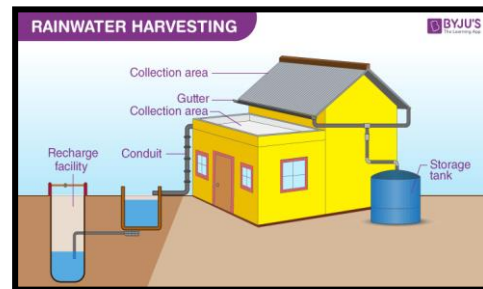 RAINWATER HARVESTING
BYJU'S
The Learning App
Collection area
Gutter
Collection area
Recharge
facility
Conduit
Storage
tank